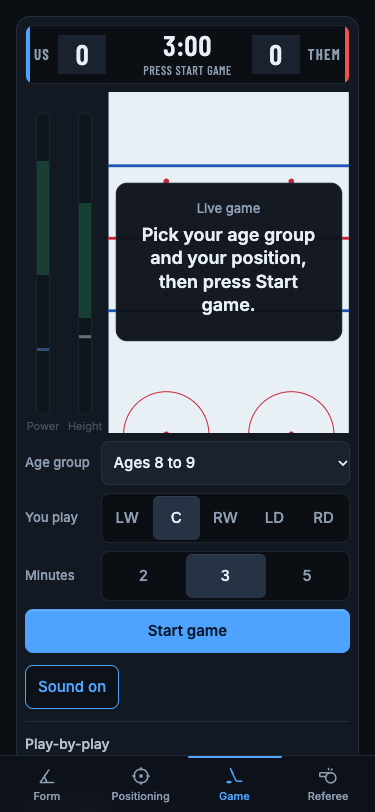 US 0 3:00 0 THEM
PRESS START GAME
Live game
Pick your age group
and your position,
then press Start
game.
Power Height
Age group Ages 8 to 9
You play LW C RW LD RD
Minutes 2 3 5
Start game
Sound on
Play-by-play
Form Positioning Game Referee